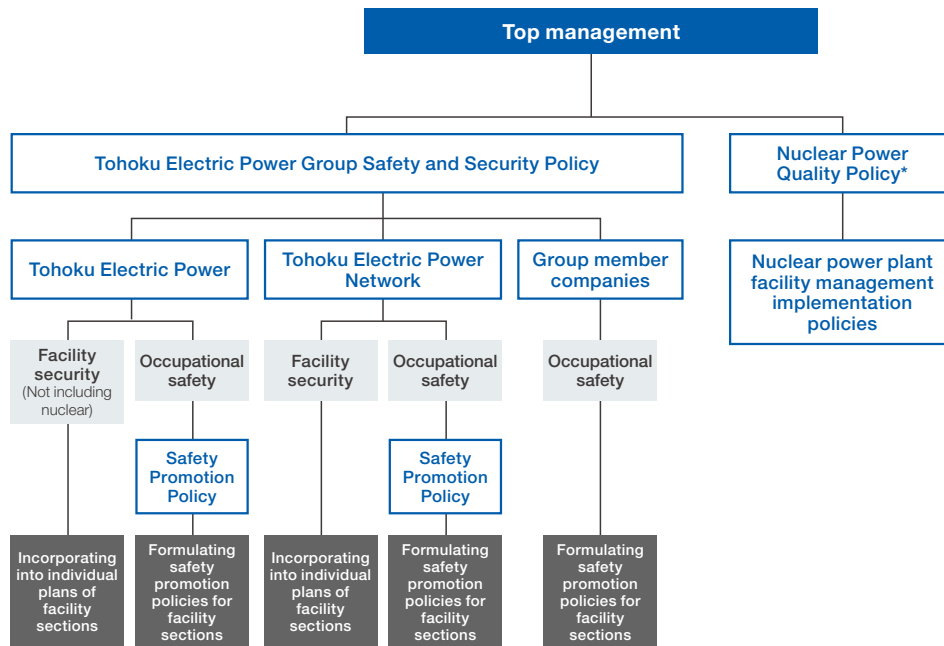 Top management
Tohoku Electric Power Group Safety and Security Policy
Nuclear Power
Quality Policy*
Tohoku Electric Power
Tohoku Electric Power
Network
Group member
companies
Nuclear power plant
facility management
implementation
policies
Facility
security
(Not including
nuclear)
Occupational
safety
Facility
security
Occupational
safety
Occupational
safety
Safety
Promotion
Policy
Safety
Promotion
Policy
Incorporating
into individual
plans of
facility
sections
Formulating
safety
promotion
policies for
facility
sections
Incorporating
into individual
plans of
facility
sections
Formulating
safety
promotion
policies for
facility
sections
Formulating
safety
promotion
policies for
facility
sections